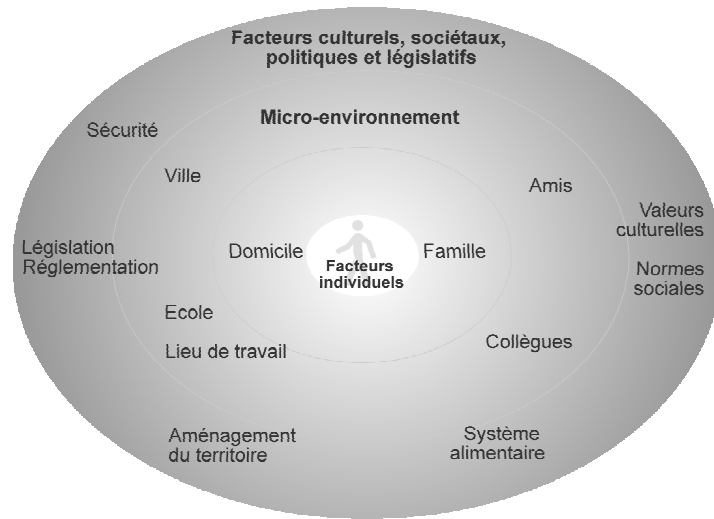 Facteurs culturels, sociétaux,
politiques et législatifs
Micro-environnement
Sécurité
Ville
Amis
Valeurs
culturelles
Législation
Réglementation
Domicile
Famille
Facteurs
individuels
Normes
sociales
Ecole
Lieu de travail
Collègues
Aménagement
du territoire
Système
alimentaire